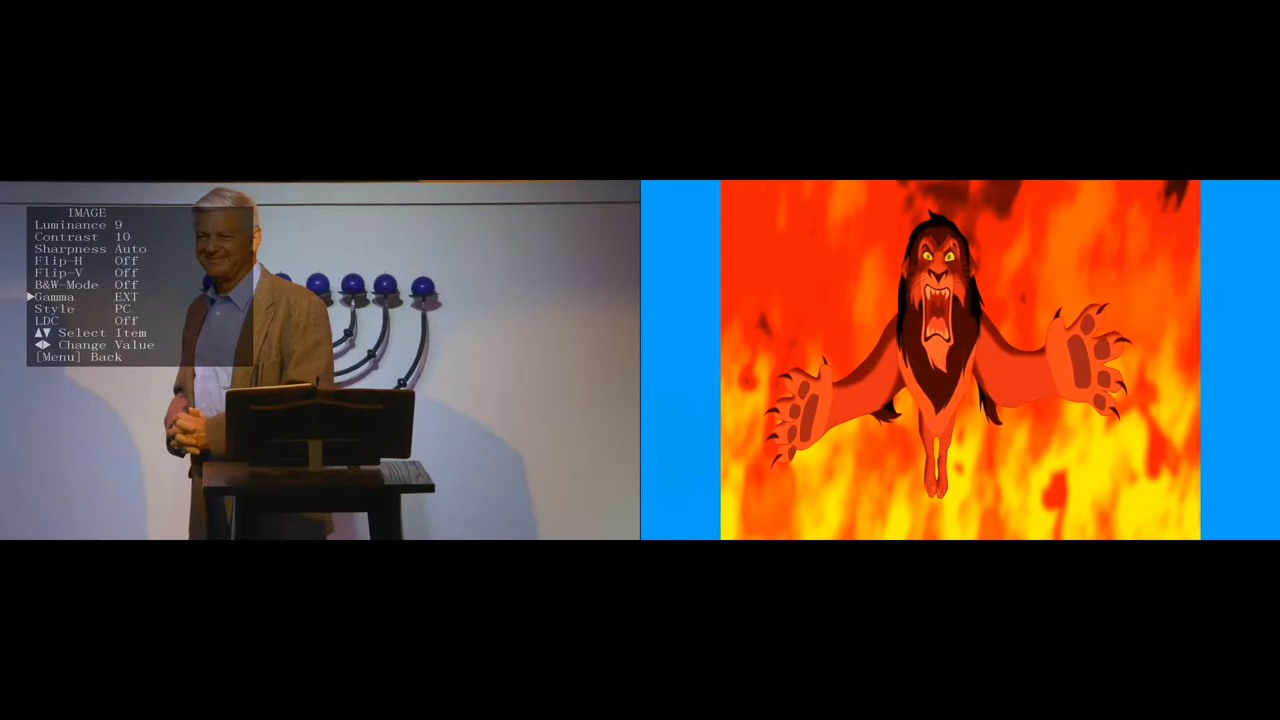 IMAGE
Luminance 9
Contrast 10
Sharpness Auto
Flip-H Off
Flip-V Off
B&W-Mode Off
▶Gamma EXT
Style PC
LDC Off
▲▼ Select Item
◀▶ Change Value
[Menu] Back